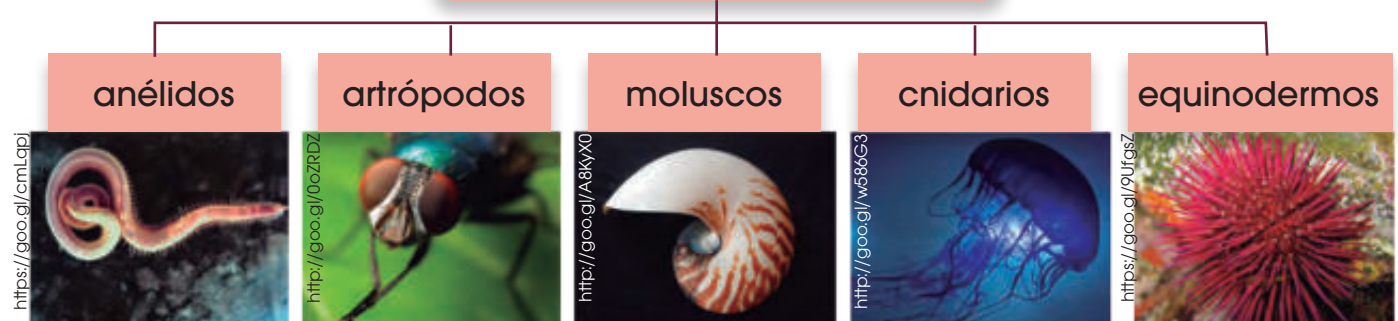 anélidos
artrópodos
moluscos
cnidarios
equinodermos
https://goo.gl/cmLqpj
http://goo.gl/0oZRDZ
http://goo.gl/A8KyX0
http://goo.gl/w586G3
https://goo.gl/9UfgsZ